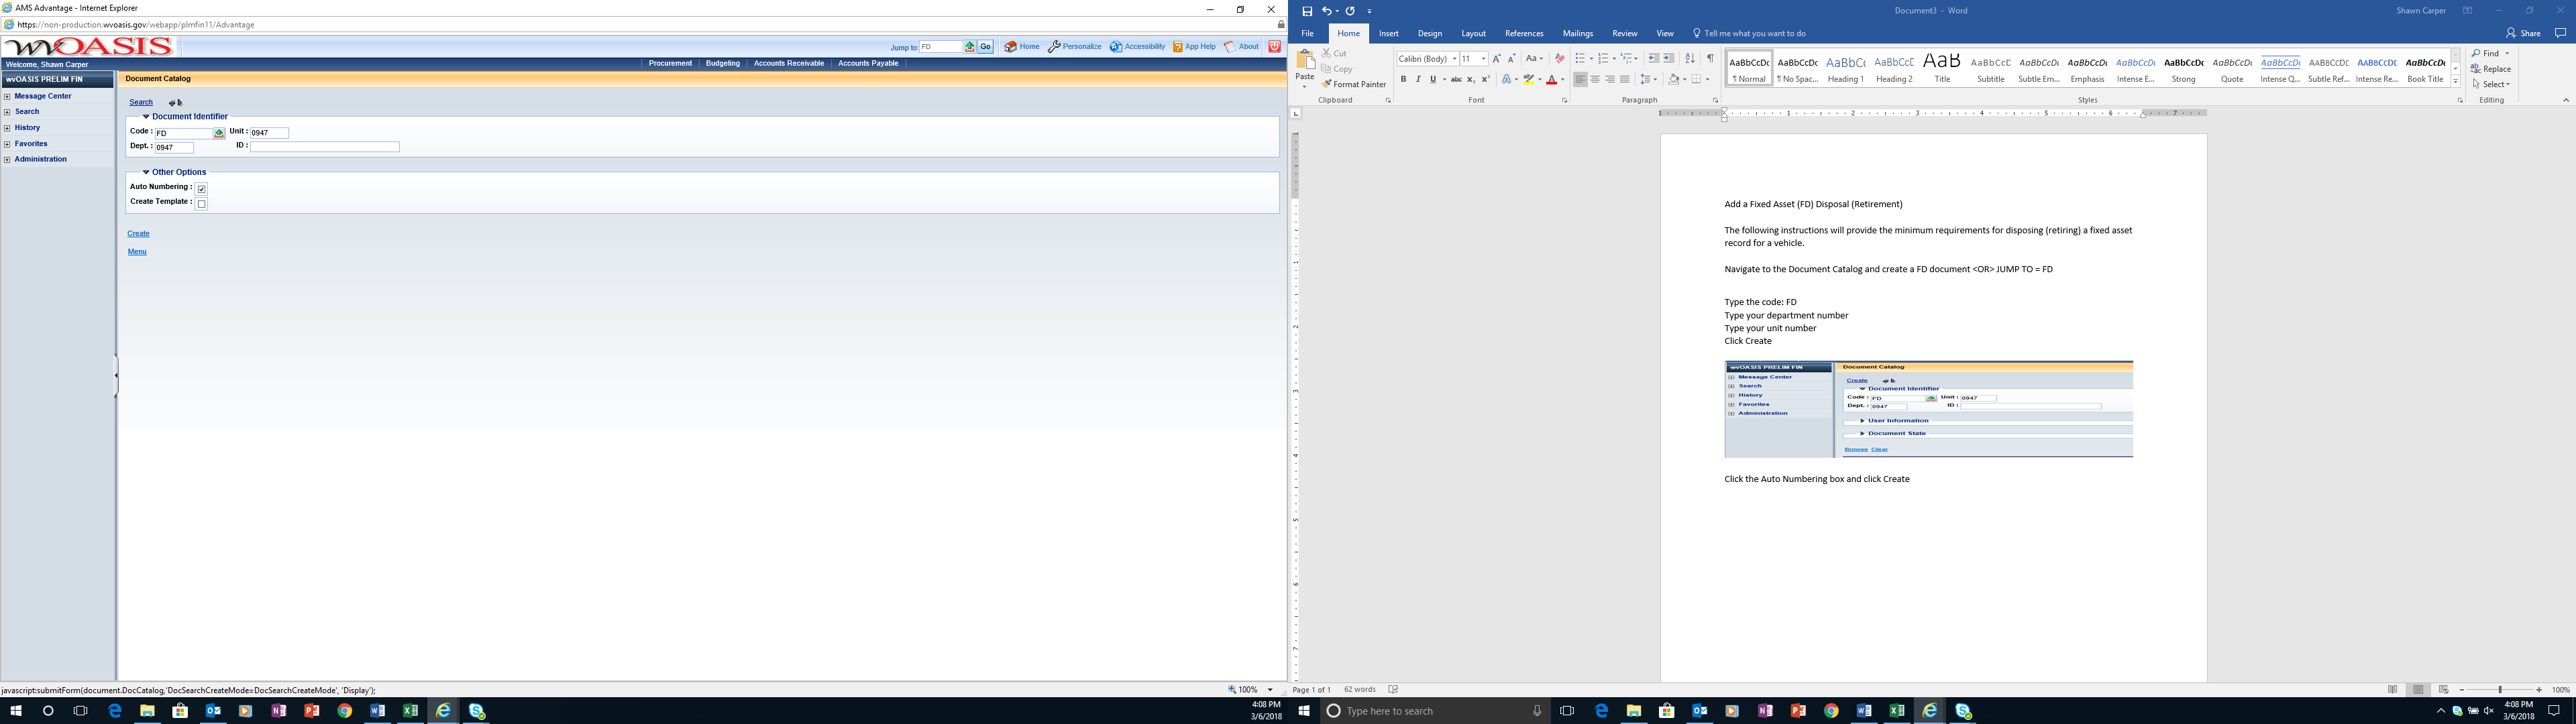 AMS Advantage - Internet Explorer
https://non-production.wvoasis.gov/webapp/plmfin11/Advantage
wvOASIS
Jump to: FD Go Home Personalize Accessibility App Help About
Welcome, Shawn Carper
Procurement Budgeting Accounts Receivable Accounts Payable
wvOASIS PRELIM FIN
Message Center
Search
History
Favorites
Administration
Document Catalog
Search
Document Identifier
Code : FD Unit : 0947
Dept. : 0947 ID :
Other Options
Auto Numbering :
Create Template :
Create
Menu
javascript:submitForm(document.DocCatalog,'DocSearchCreateMode=DocSearchCreateMode', 'Display');
100%
4:08 PM
3/6/2018
Document3 - Word
Shawn Carper
File Home Insert Design Layout References Mailings Review View Tell me what you want to do Share
Paste
Cut
Copy
Format Painter
Clipboard
Calibri (Body) 11
Font
Paragraph
AaBbCcDc AaBbCcDc AaBbCc AaBbCcD AaB AaBbCcD AaBbCcDc AaBbCcDc AaBbCcDc AaBbCcDc AaBbCcDc AaBbCcDc AABBCCDC AABBCCDC AaBbCcDc
¶ Normal ¶ No Spac... Heading 1 Heading 2 Title Subtitle Subtle Em... Emphasis Intense E... Strong Quote Intense Q... Subtle Ref... Intense Re... Book Title
Styles
Find
Replace
Select
Editing
Add a Fixed Asset (FD) Disposal (Retirement)
The following instructions will provide the minimum requirements for disposing (retiring) a fixed asset
record for a vehicle.
Navigate to the Document Catalog and create a FD document <OR> JUMP TO = FD
Type the code: FD
Type your department number
Type your unit number
Click Create
wvOASIS PRELIM FIN
Message Center
Search
History
Favorites
Administration
Document Catalog
Create
Document Identifier
Code : FD Unit : 0947
Dept. : 0947 ID :
User Information
Document State
Browse Clear
Click the Auto Numbering box and click Create
Page 1 of 1 62 words
100%
Type here to search
4:08 PM
3/6/2018